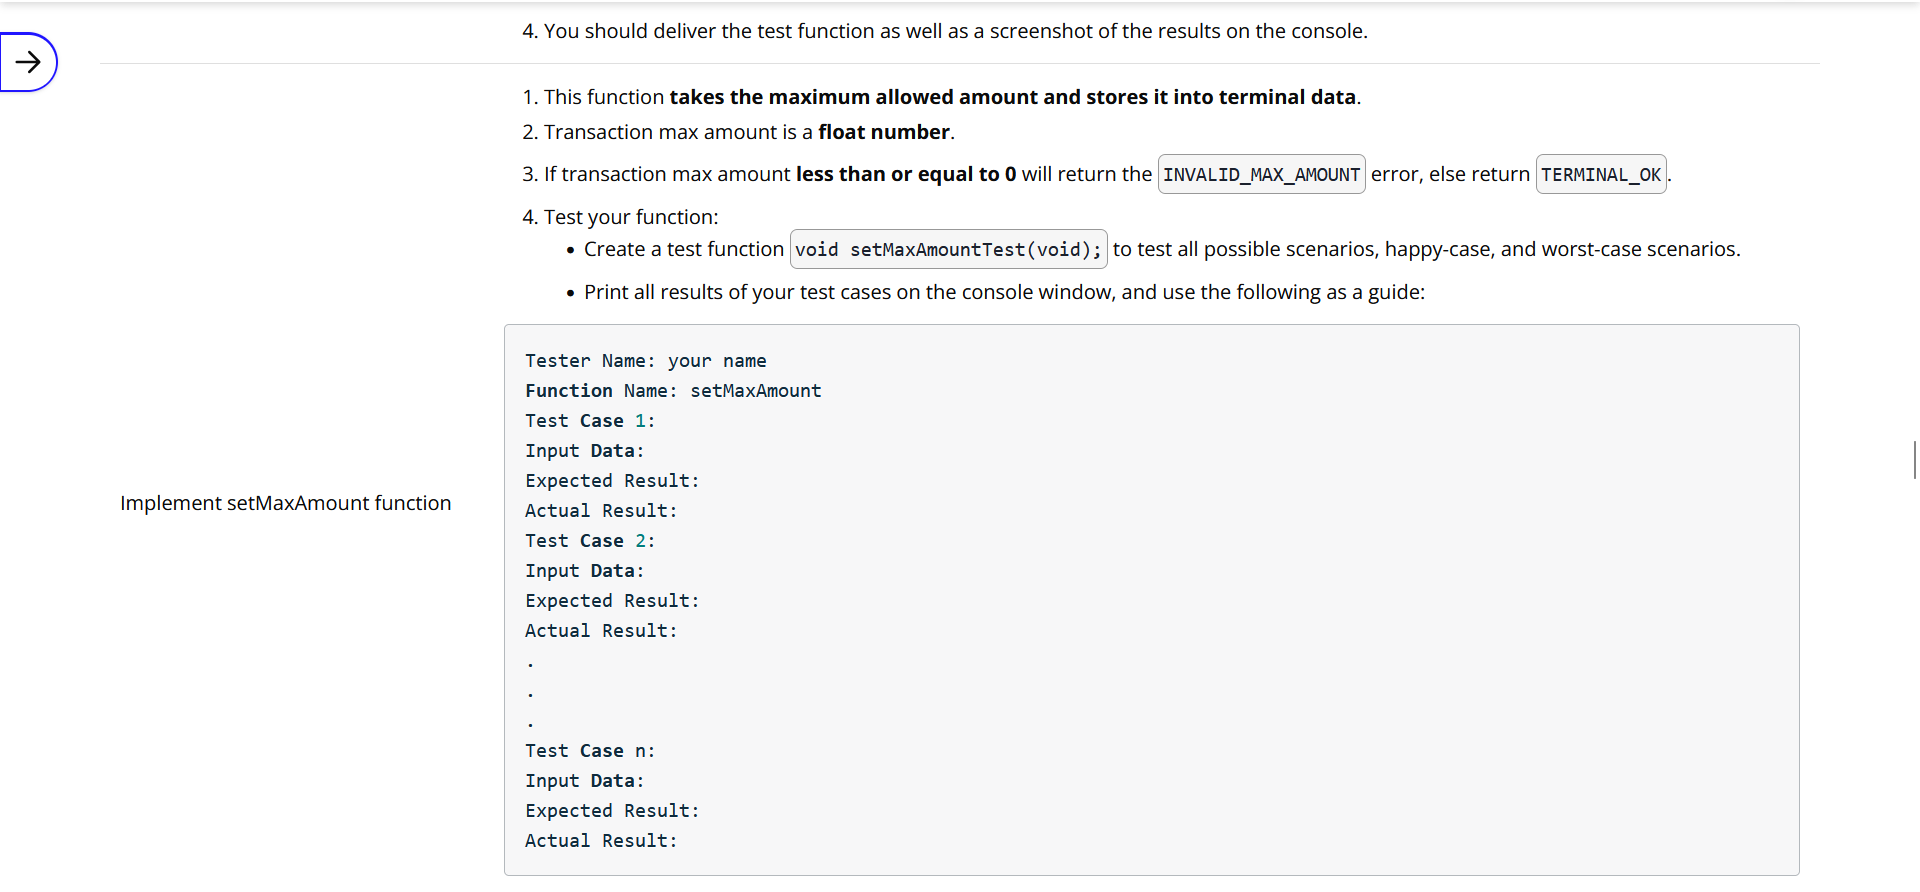 4. You should deliver the test function as well as a screenshot of the results on the console.
1. This function takes the maximum allowed amount and stores it into terminal data.
2. Transaction max amount is a float number.
3. If transaction max amount less than or equal to 0 will return the INVALID_MAX_AMOUNT error, else return TERMINAL_OK.
4. Test your function:
• Create a test function void setMaxAmountTest(void); to test all possible scenarios, happy-case, and worst-case scenarios.
• Print all results of your test cases on the console window, and use the following as a guide:
Implement setMaxAmount function
Tester Name: your name
Function Name: setMaxAmount
Test Case 1:
Input Data:
Expected Result:
Actual Result:
Test Case 2:
Input Data:
Expected Result:
Actual Result:
.
.
.
Test Case n:
Input Data:
Expected Result:
Actual Result: